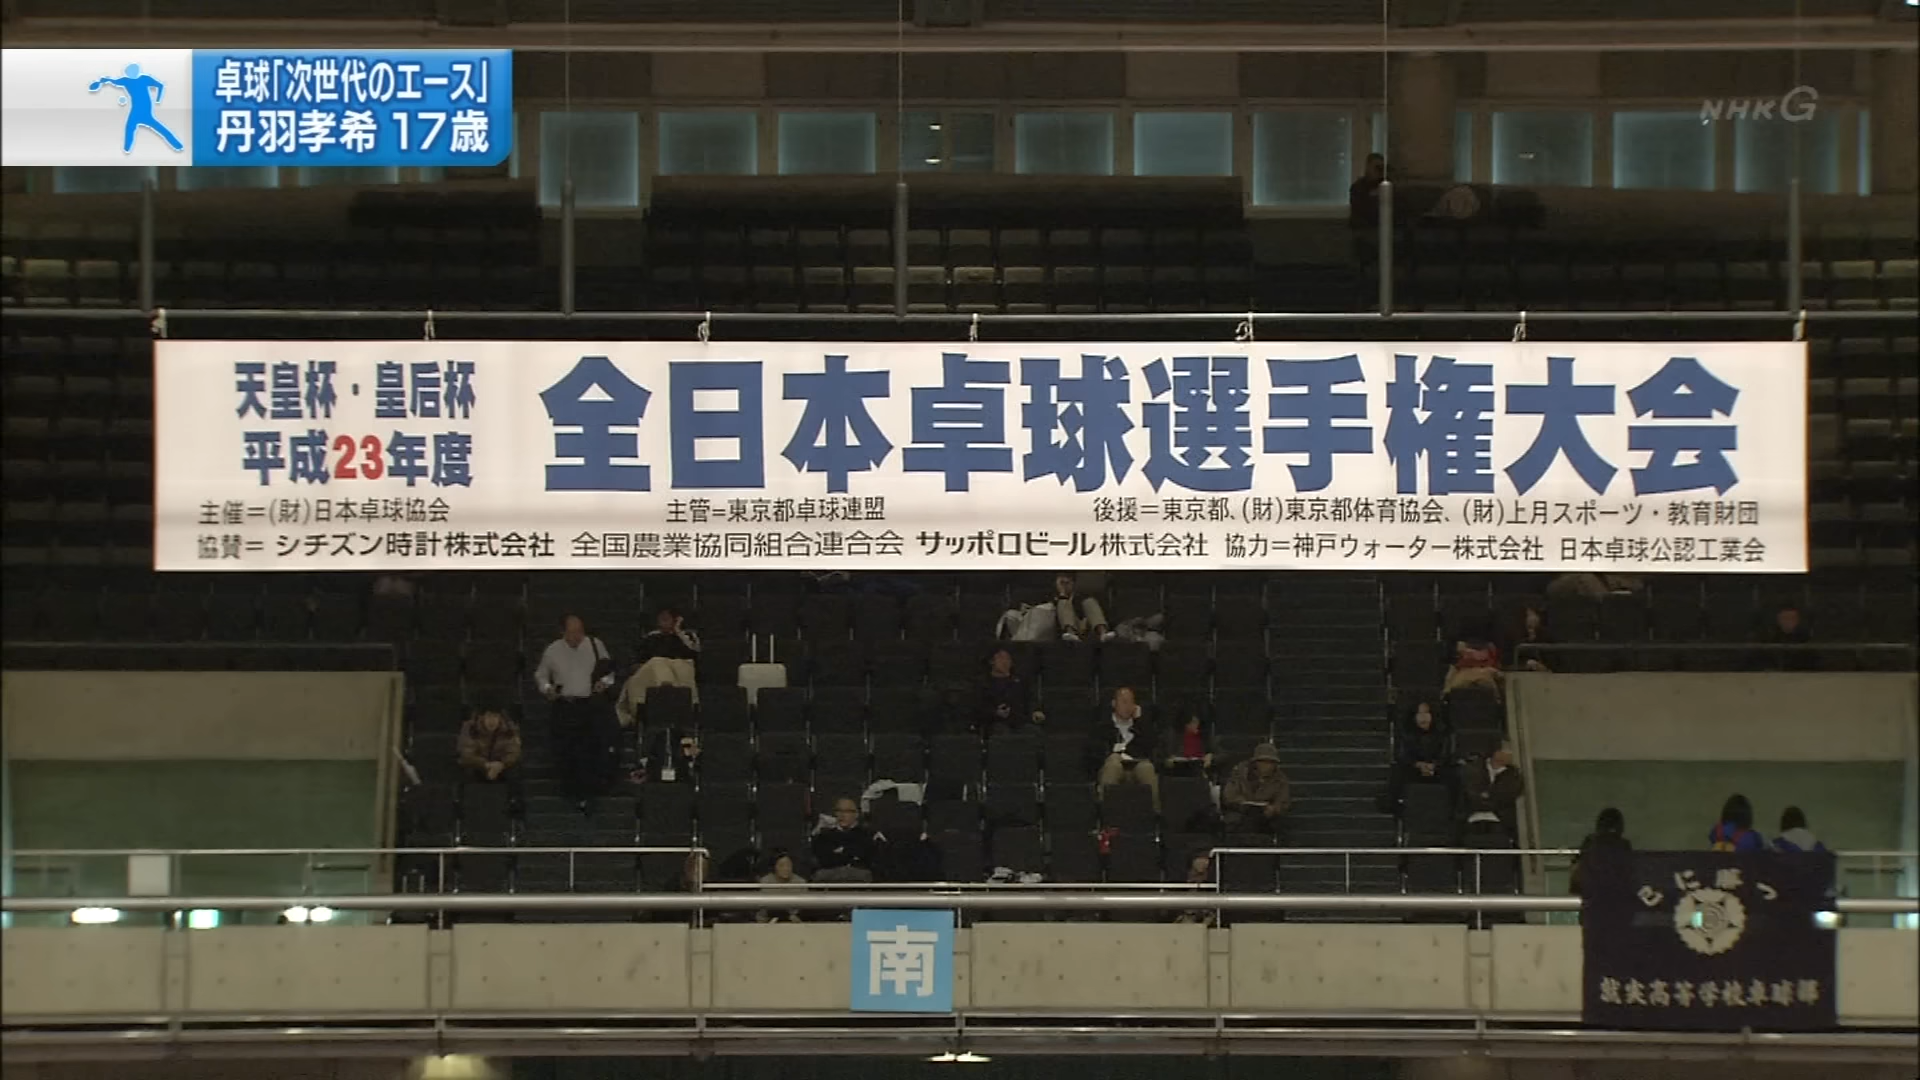 卓球「次世代のエース」
丹羽孝希 17歳
NHK G
天皇杯・皇后杯
平成23年度
全日本卓球選手権大会
主催=(財)日本卓球協会 主管=東京都卓球連盟 後援=東京都、(財)東京都体育協会、(財)上月スポーツ・教育財団
協賛= シチズン時計株式会社 全国農業協同組合連合会 サッポロビール株式会社 協力=神戸ウォーター株式会社 日本卓球公認工業会
南
己に勝つ
就実高等学校卓球部